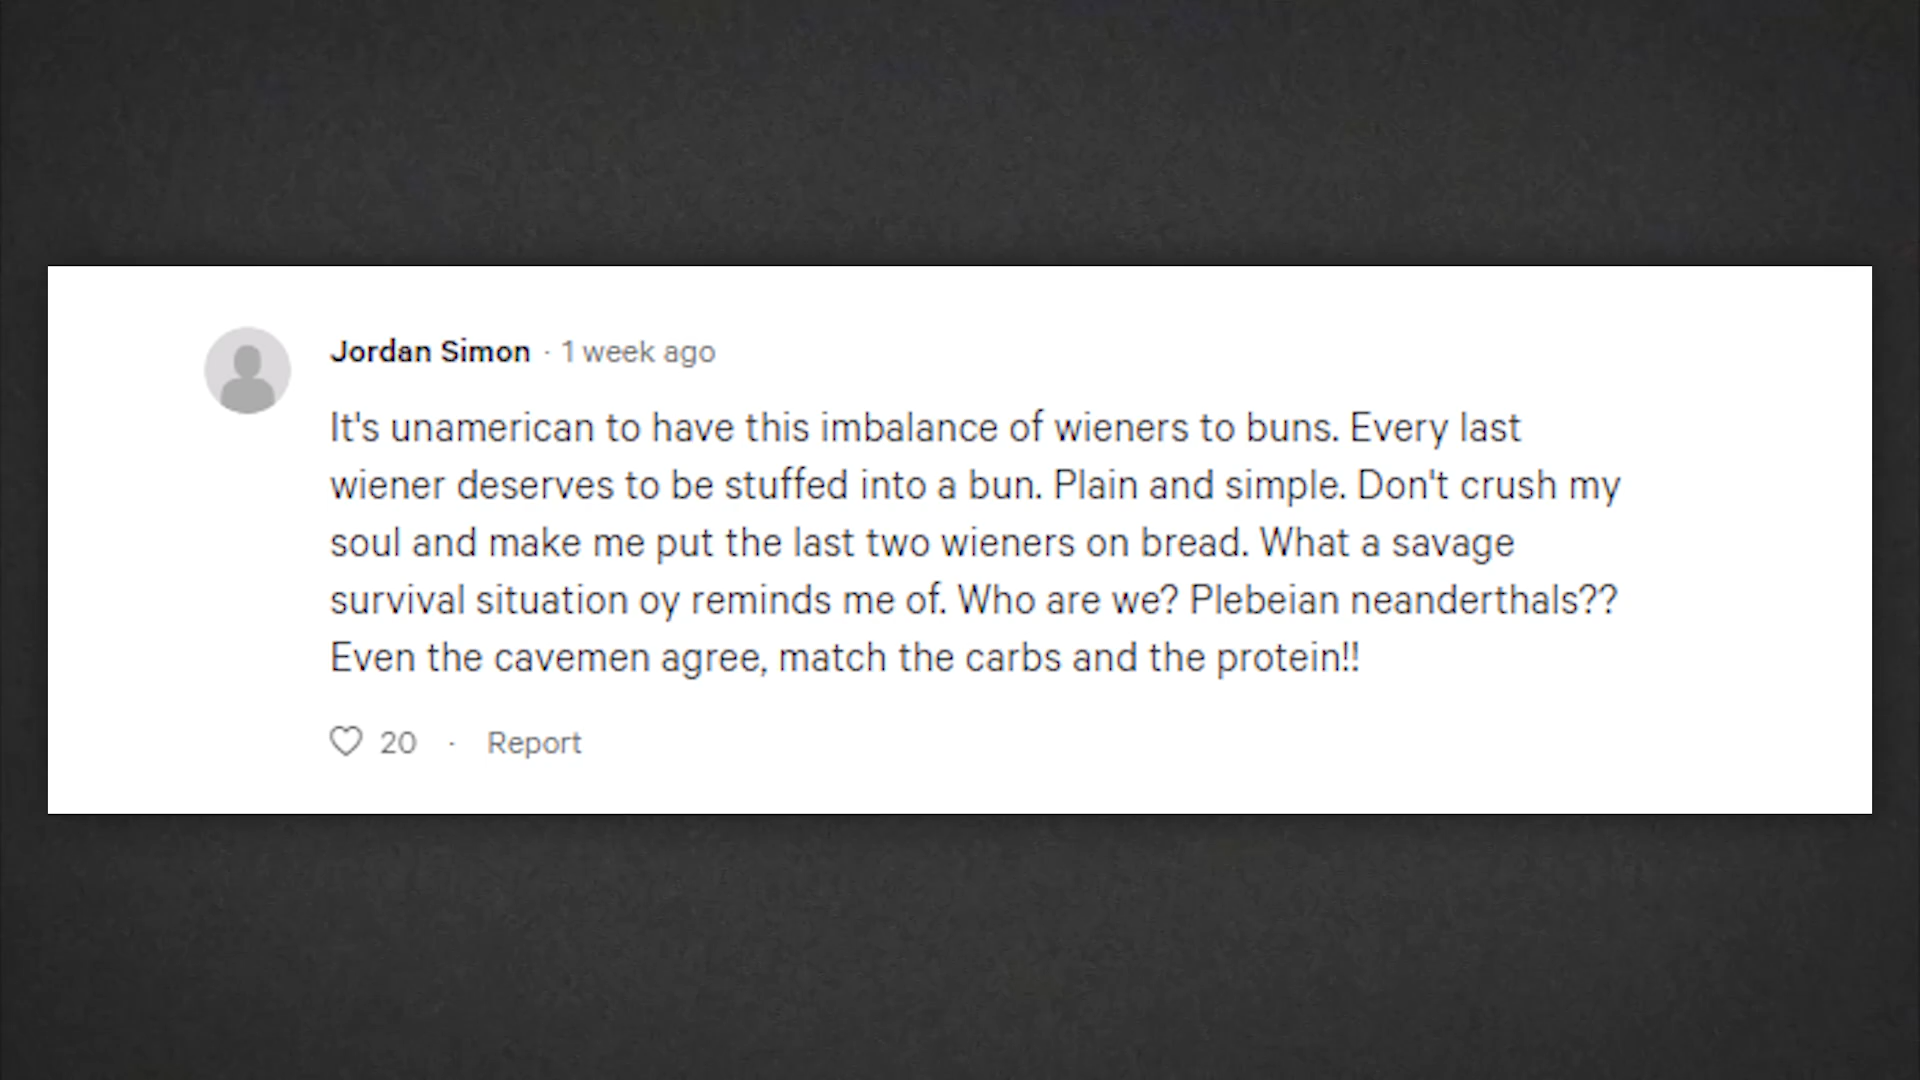 Jordan Simon · 1 week ago
It's unamerican to have this imbalance of wieners to buns. Every last
wiener deserves to be stuffed into a bun. Plain and simple. Don't crush my
soul and make me put the last two wieners on bread. What a savage
survival situation oy reminds me of. Who are we? Plebeian neanderthals??
Even the cavemen agree, match the carbs and the protein!!
20 · Report